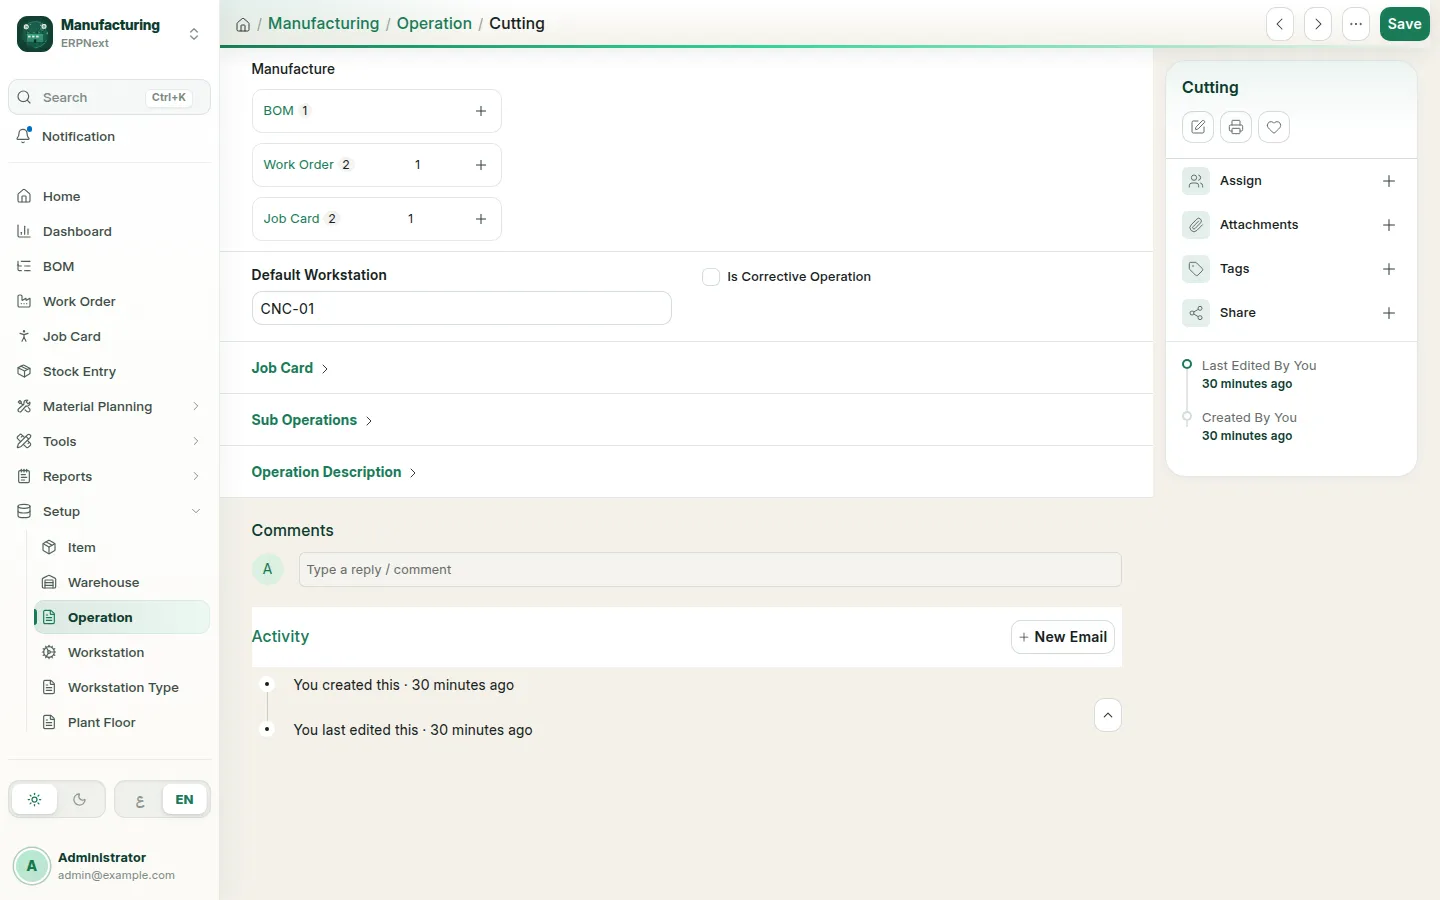 Manufacturing
ERPNext
Search
Ctrl+K
Notification
Home
Dashboard
BOM
Work Order
Job Card
Stock Entry
Material Planning
Tools
Reports
Setup
Item
Warehouse
Operation
Workstation
Workstation Type
Plant Floor
ع
EN
A
Administrator
admin@example.com
/ Manufacturing / Operation / Cutting
Save
Manufacture
BOM 1
Work Order 2 1
Job Card 2 1
Default Workstation
CNC-01
Is Corrective Operation
Job Card
Sub Operations
Operation Description
Comments
A
Type a reply / comment
Activity
New Email
You created this · 30 minutes ago
You last edited this · 30 minutes ago
Cutting
Assign
Attachments
Tags
Share
Last Edited By You
30 minutes ago
Created By You
30 minutes ago